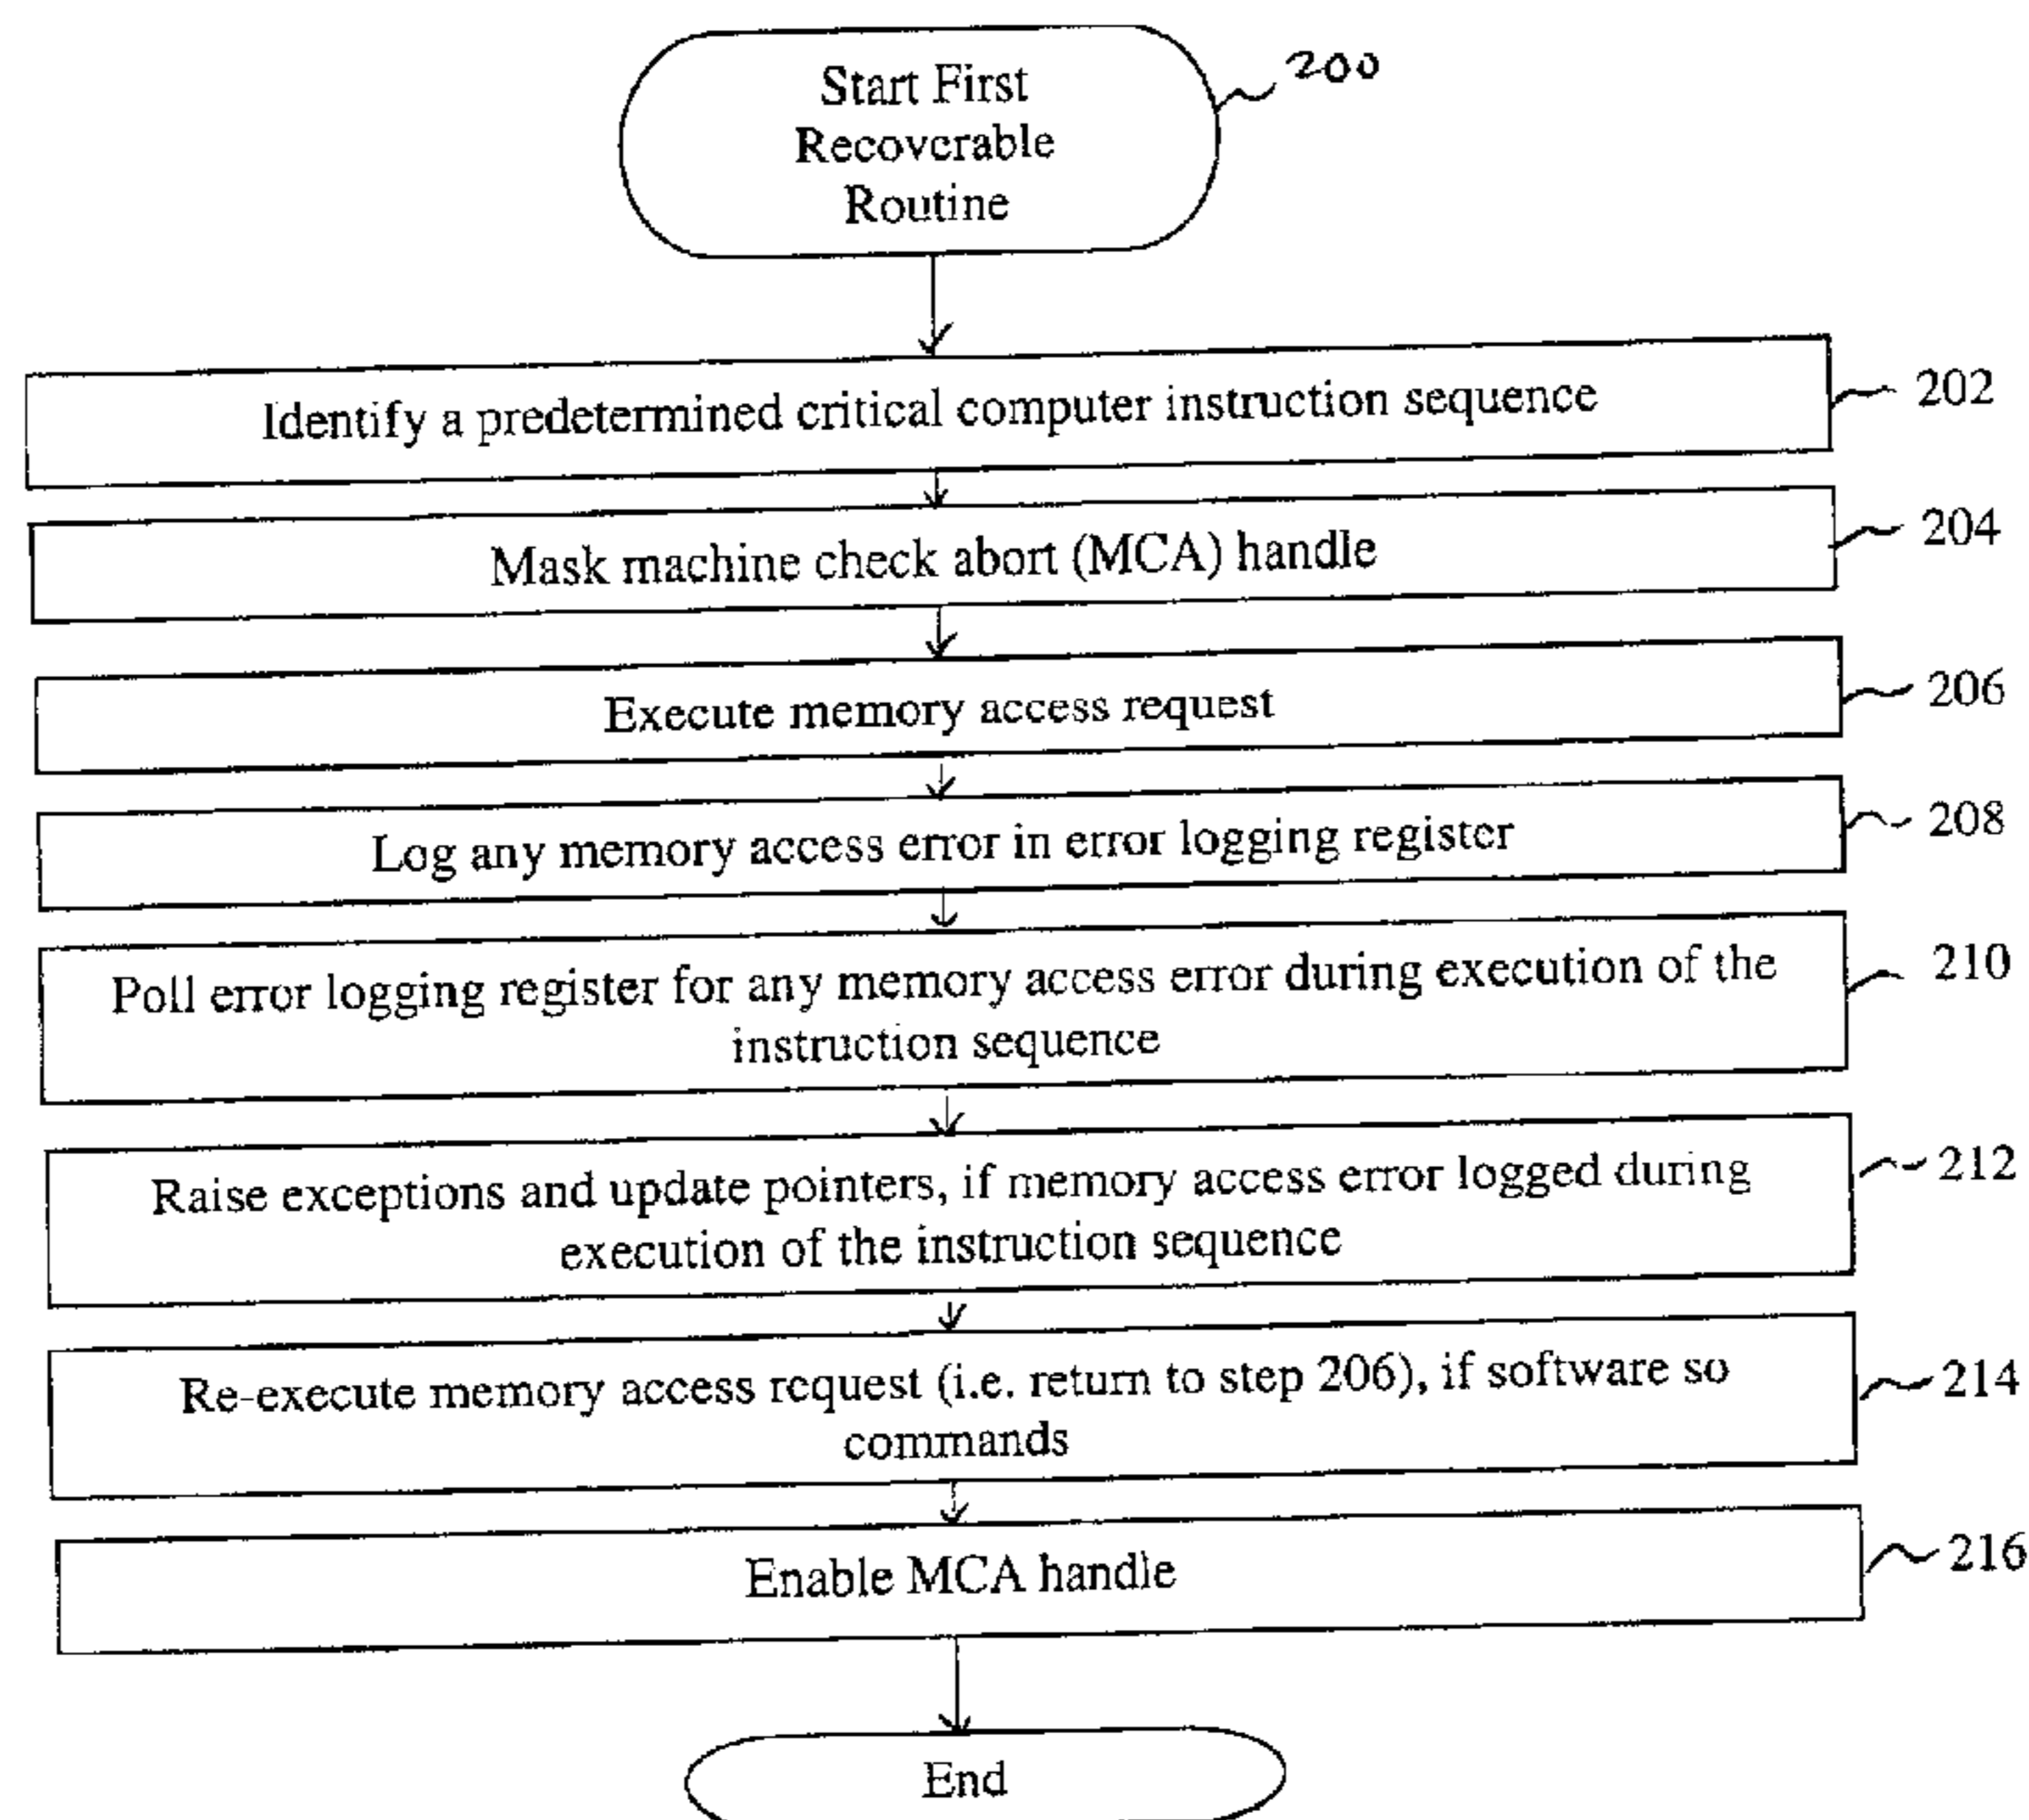 Start First
Recoverable
Routine
200
Identify a predetermined critical computer instruction sequence
202
Mask machine check abort (MCA) handle
204
Execute memory access request
206
Log any memory access error in error logging register
208
Poll error logging register for any memory access error during execution of the
instruction sequence
210
Raise exceptions and update pointers, if memory access error logged during
execution of the instruction sequence
212
Re-execute memory access request (i.e. return to step 206), if software so
commands
214
Enable MCA handle
216
End